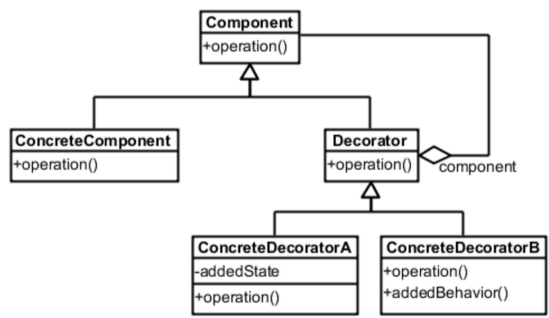 Component
+operation()
ConcreteComponent
+operation()
Decorator
+operation()
component
ConcreteDecoratorA
-addedState
+operation()
ConcreteDecoratorB
+operation()
+addedBehavior()